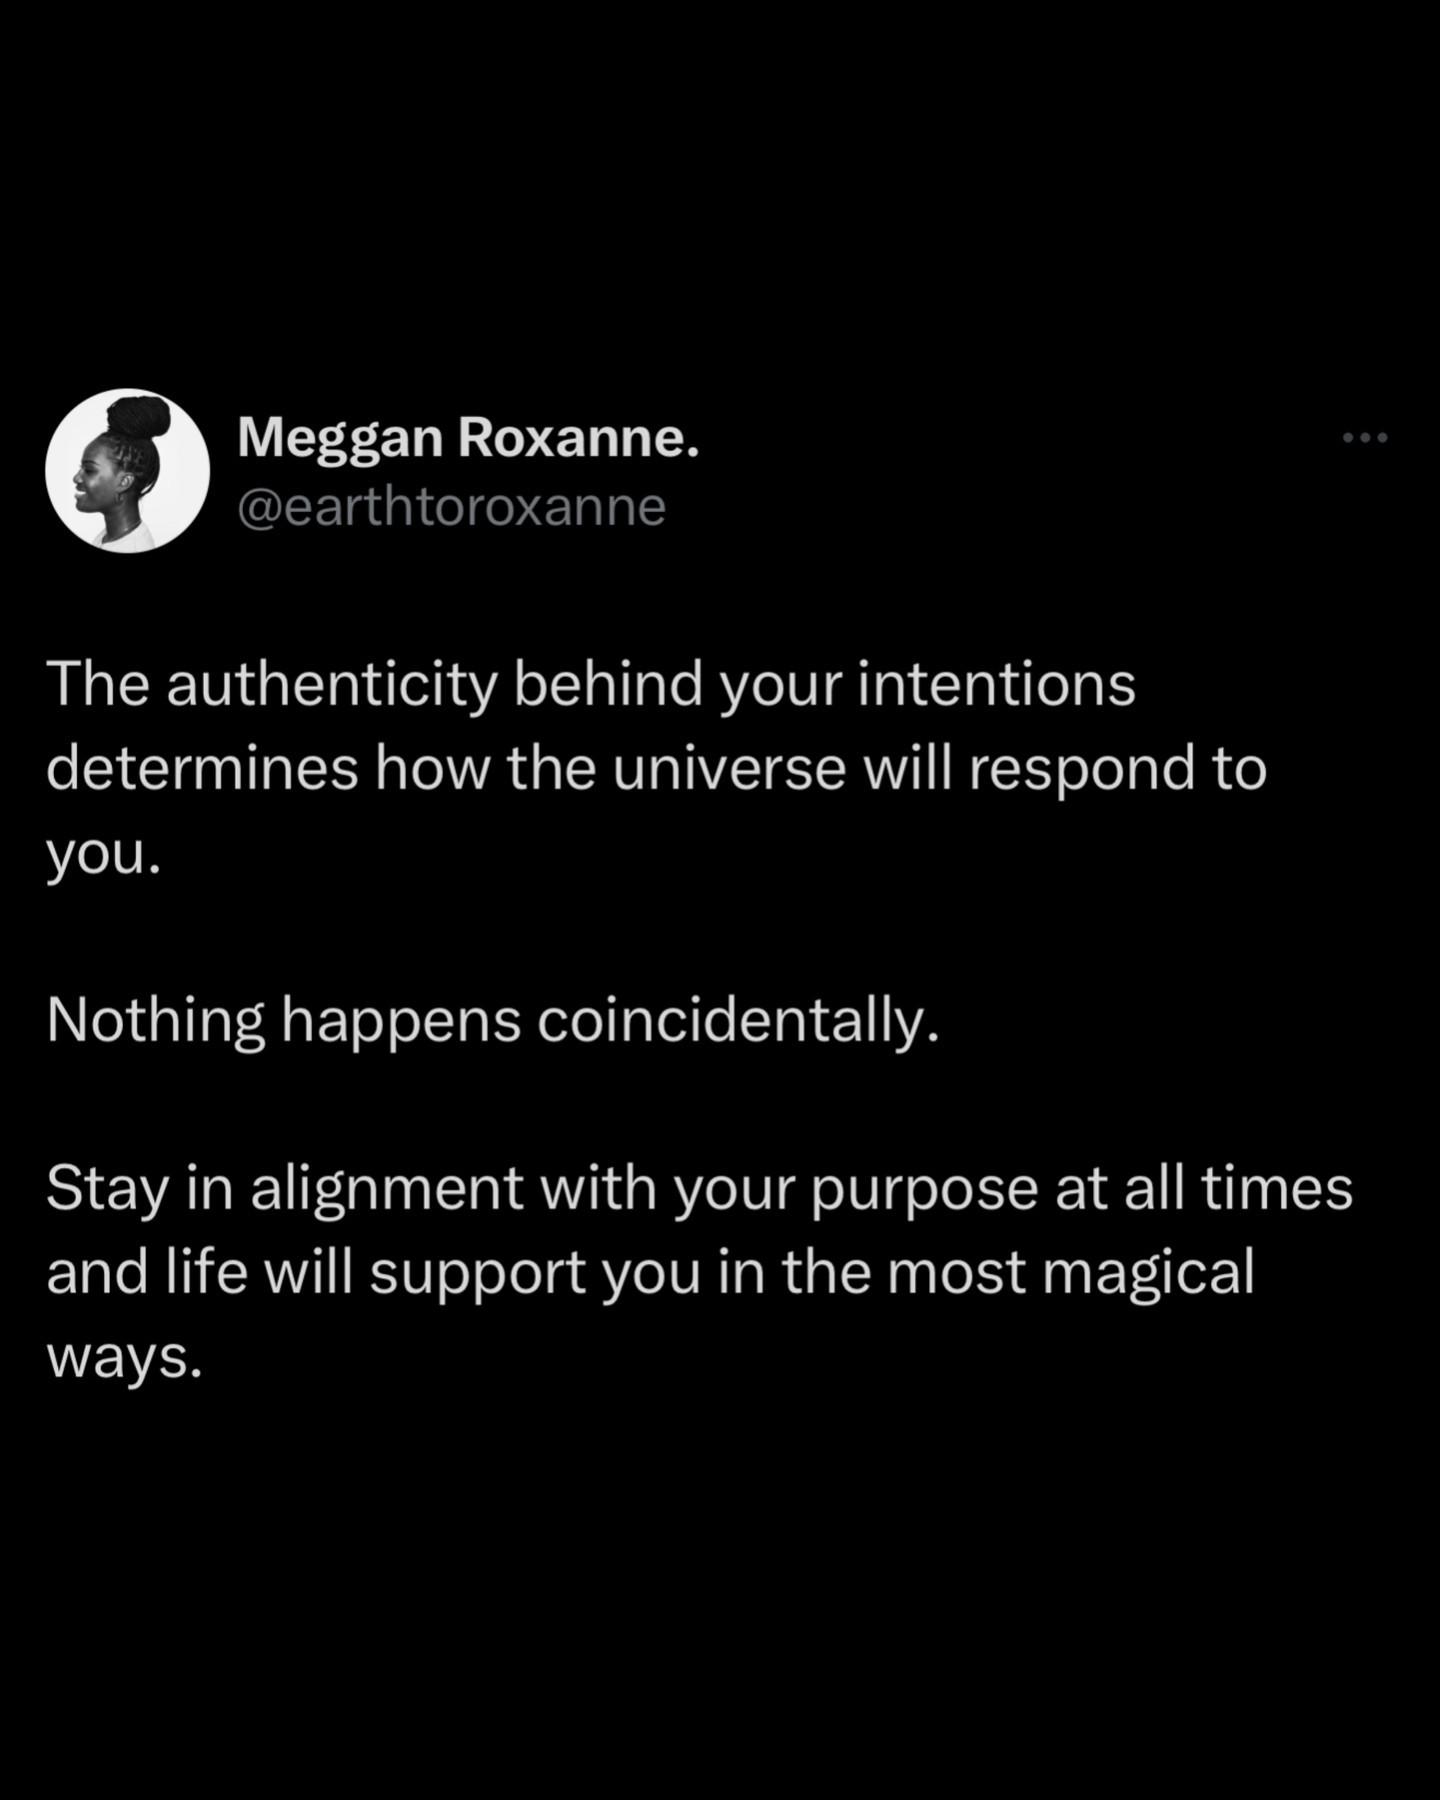 Meggan Roxanne.
@earthtoroxanne
The authenticity behind your intentions
determines how the universe will respond to
you.
Nothing happens coincidentally.
Stay in alignment with your purpose at all times
and life will support you in the most magical
ways.